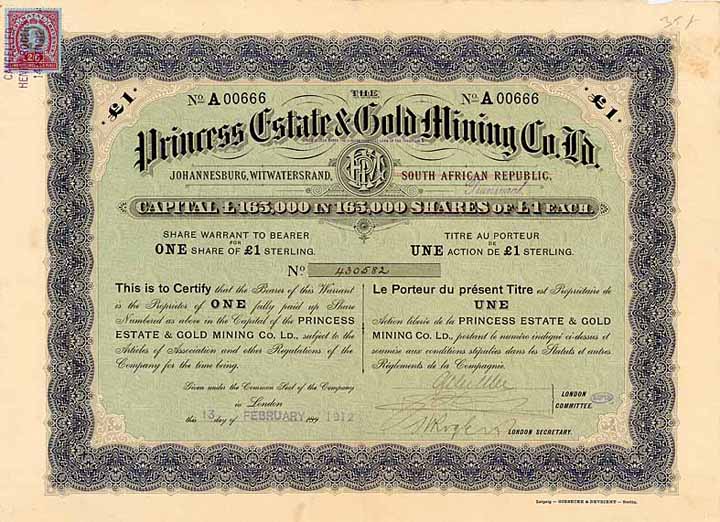 £1
THE
£1
No A 00666
No A 00666
Princess Estate & Gold Mining Co. Ld.
JOHANNESBURG, WITWATERSRAND,
SOUTH AFRICAN REPUBLIC.
CAPITAL £165,000 IN 165,000 SHARES OF £1 EACH.
SHARE WARRANT TO BEARER
FOR
ONE SHARE OF £1 STERLING.
TITRE AU PORTEUR
DE
UNE ACTION DE £1 STERLING.
No 430582
This is to Certify that the Bearer of this Warrant
is the Proprietor of ONE fully paid up Share
Numbered as above in the Capital of the PRINCESS
ESTATE & GOLD MINING Co. LD., subject to the
Articles of Association and other Regulations of the
Company for the time being.
Le Porteur du présent Titre est Propriétaire de
UNE
Action libérée de la PRINCESS ESTATE & GOLD
MINING Co. LD., portant le numéro indiqué ci-dessus et
soumise aux conditions stipulées dans les Statuts et autres
Règlements de la Compagnie.
Given under the Common Seal of the Company
in London
this 13 day of FEBRUARY 1912
LONDON
COMMITTEE.
LONDON SECRETARY.
Leipzig — GIESECKE & DEVRIENT — Berlin.